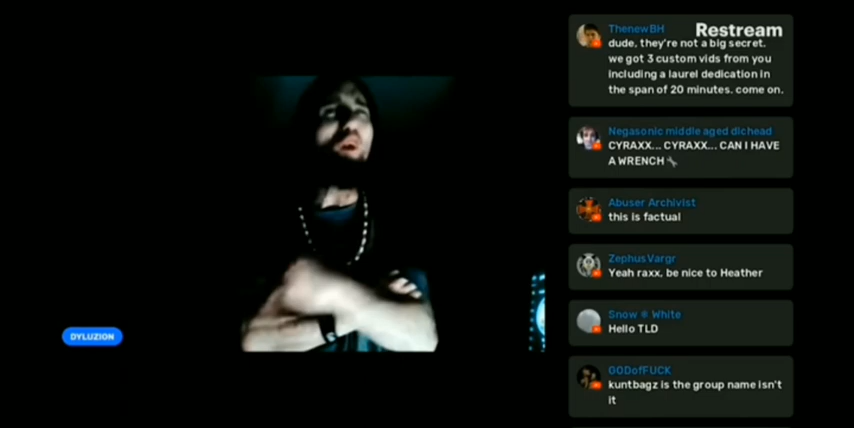 Restream
ThenewBH
dude, they're not a big secret.
we got 3 custom vids from you
including a laurel dedication in
the span of 20 minutes. come on.
Negasonic middle aged dichead
CYRAXX... CYRAXX... CAN I HAVE
A WRENCH 🔧
Abuser Archivist
this is factual
ZephusVargr
Yeah raxx, be nice to Heather
Snow ❄ White
Hello TLD
GODofFUCK
kuntbagz is the group name isn't
it
DYLUZION